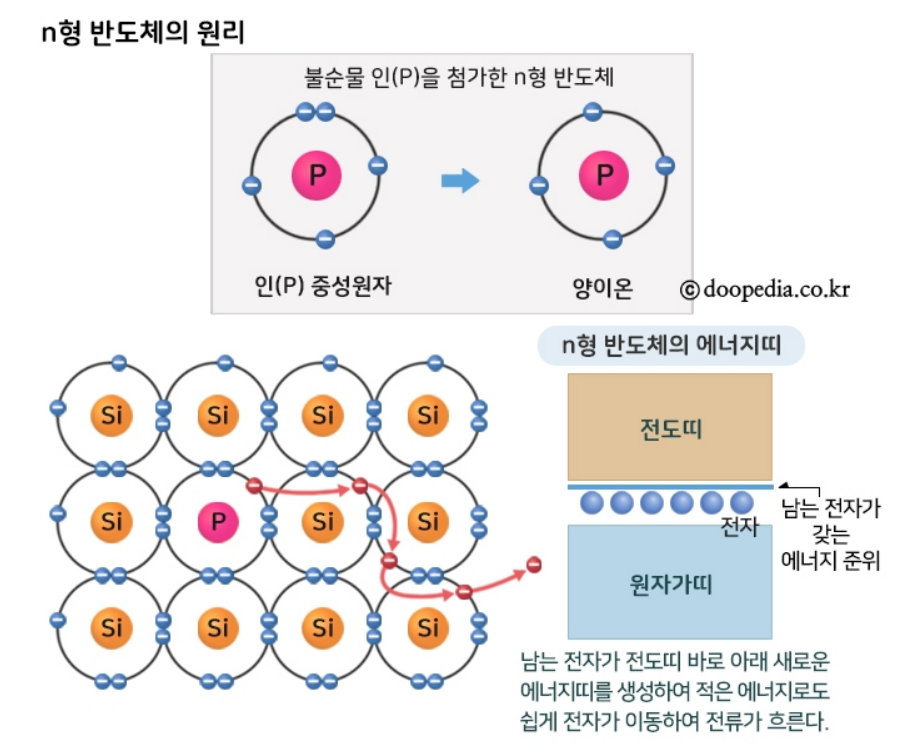 n형 반도체의 원리
불순물 인(P)을 첨가한 n형 반도체
P
P
인(P) 중성원자
양이온
ⓒ doopedia.co.kr
n형 반도체의 에너지띠
Si
Si
Si
Si
전도띠
Si
P
Si
Si
전자
남는 전자가
갖는
에너지 준위
원자가띠
Si
Si
Si
Si
남는 전자가 전도띠 바로 아래 새로운
에너지띠를 생성하여 적은 에너지로도
쉽게 전자가 이동하여 전류가 흐른다.